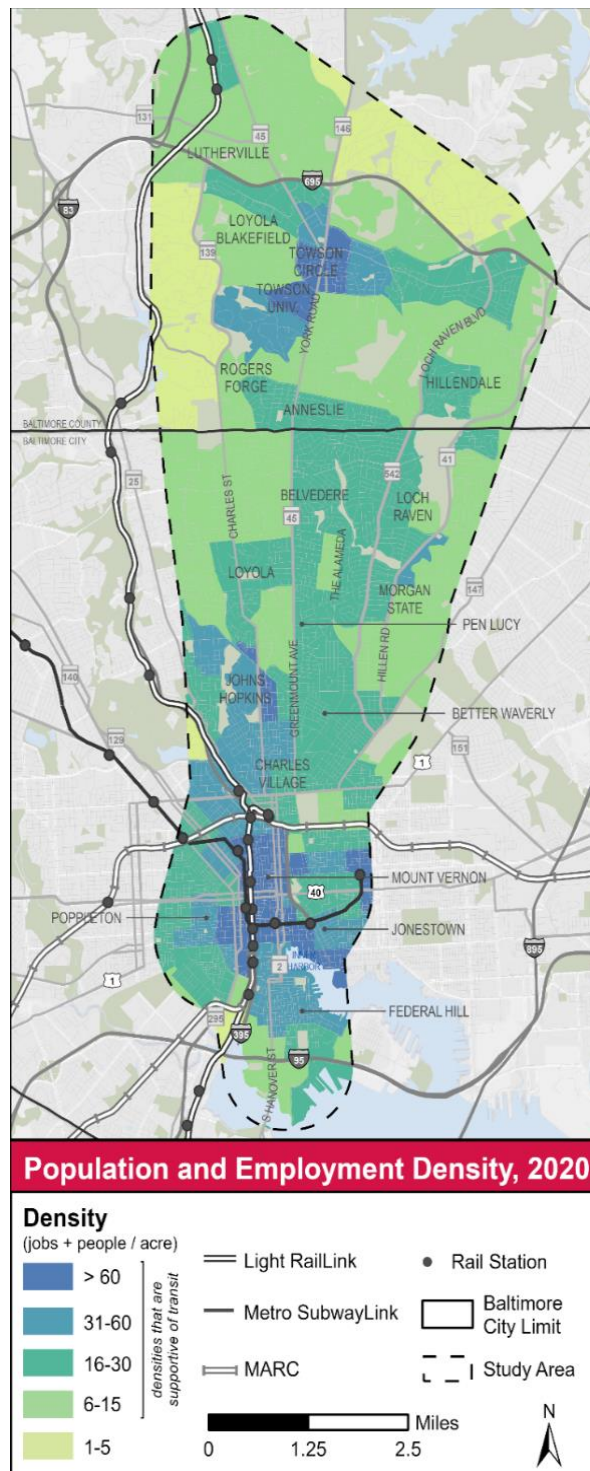 131
45
146
LUTHERVILLE
695
83
LOYOLA
BLAKEFIELD
139
TOWSON
CIRCLE
TOWSON
UNIV.
YORK ROAD
LOCH RAVEN BLVD
ROGERS
FORGE
HILLENDALE
ANNESLIE
BALTIMORE COUNTY
BALTIMORE CITY
25
CHARLES ST
BELVEDERE
542
41
45
LOCH
RAVEN
LOYOLA
THE ALAMEDA
MORGAN
STATE
147
PEN LUCY
HILLEN RD
140
JOHNS
HOPKINS
GREENMOUNT AVE
BETTER WAVERLY
129
1
151
CHARLES
VILLAGE
MOUNT VERNON
40
POPPLETON
JONESTOWN
895
1
2
INNER
HARBOR
FEDERAL HILL
295
395
95
S HANOVER ST
Population and Employment Density, 2020
Density
(jobs + people / acre)
> 60
31-60
16-30
6-15
1-5
densities that are
supportive of transit
Light RailLink
Metro SubwayLink
MARC
Rail Station
Baltimore
City Limit
Study Area
Miles
0 1.25 2.5
N